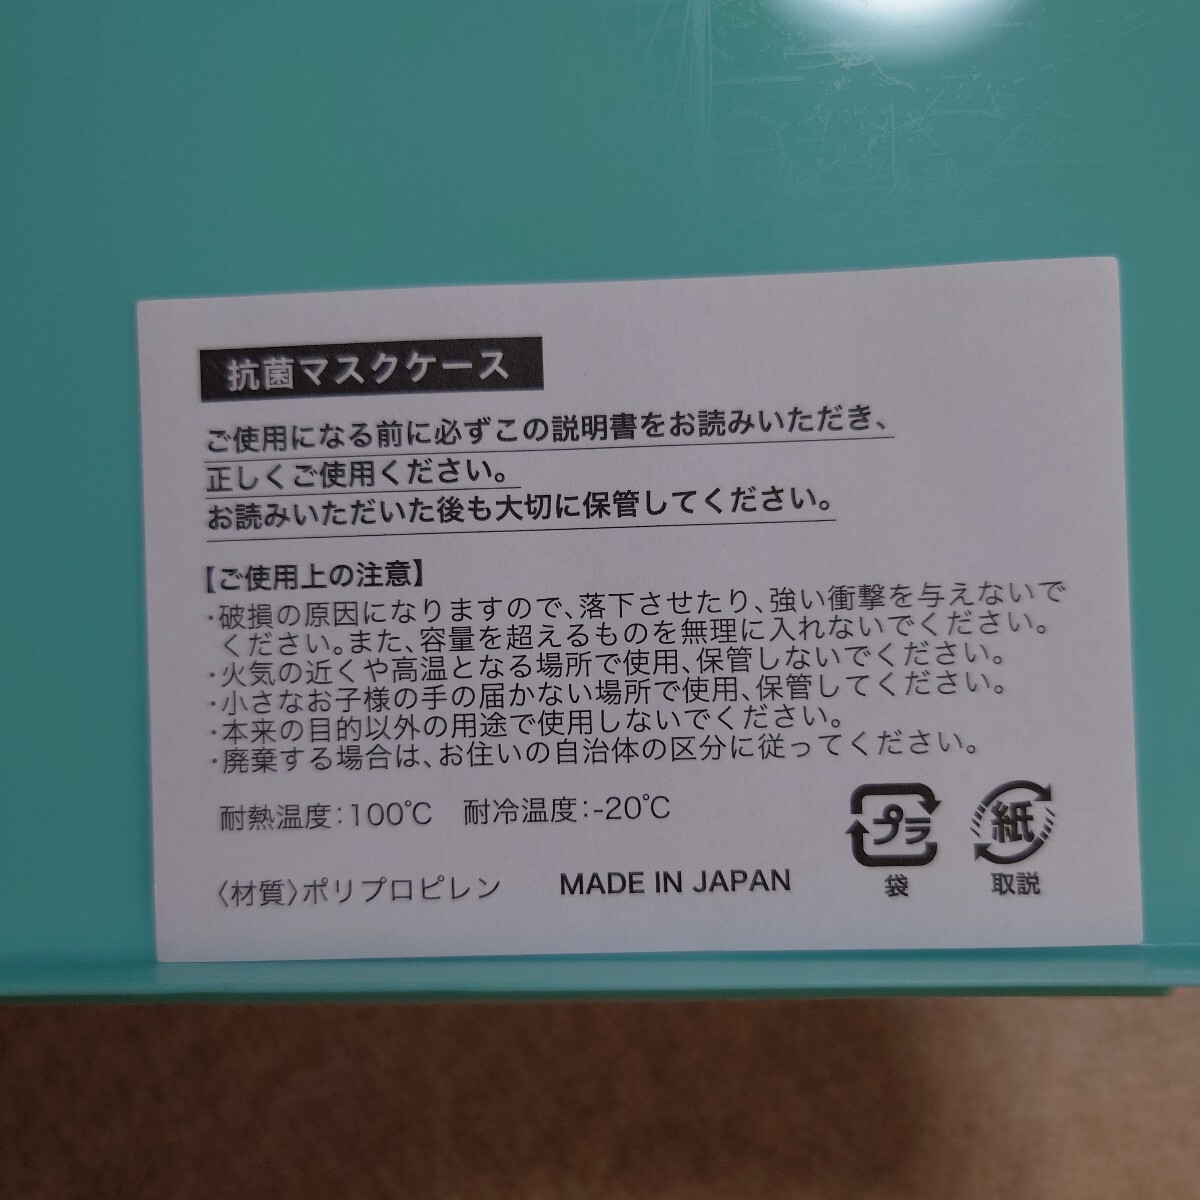 抗菌マスクケース
ご使用になる前に必ずこの説明書をお読みいただき、
正しくご使用ください。
お読みいただいた後も大切に保管してください。
【ご使用上の注意】
・破損の原因になりますので、落下させたり、強い衝撃を与えないで
ください。また、容量を超えるものを無理に入れないでください。
・火気の近くや高温となる場所で使用、保管しないでください。
・小さなお子様の手の届かない場所で使用、保管してください。
・本来の目的以外の用途で使用しないでください。
・廃棄する場合は、お住いの自治体の区分に従ってください。
耐熱温度：100℃　耐冷温度：-20℃
〈材質〉ポリプロピレン　MADE IN JAPAN
プラ
袋
紙
取説